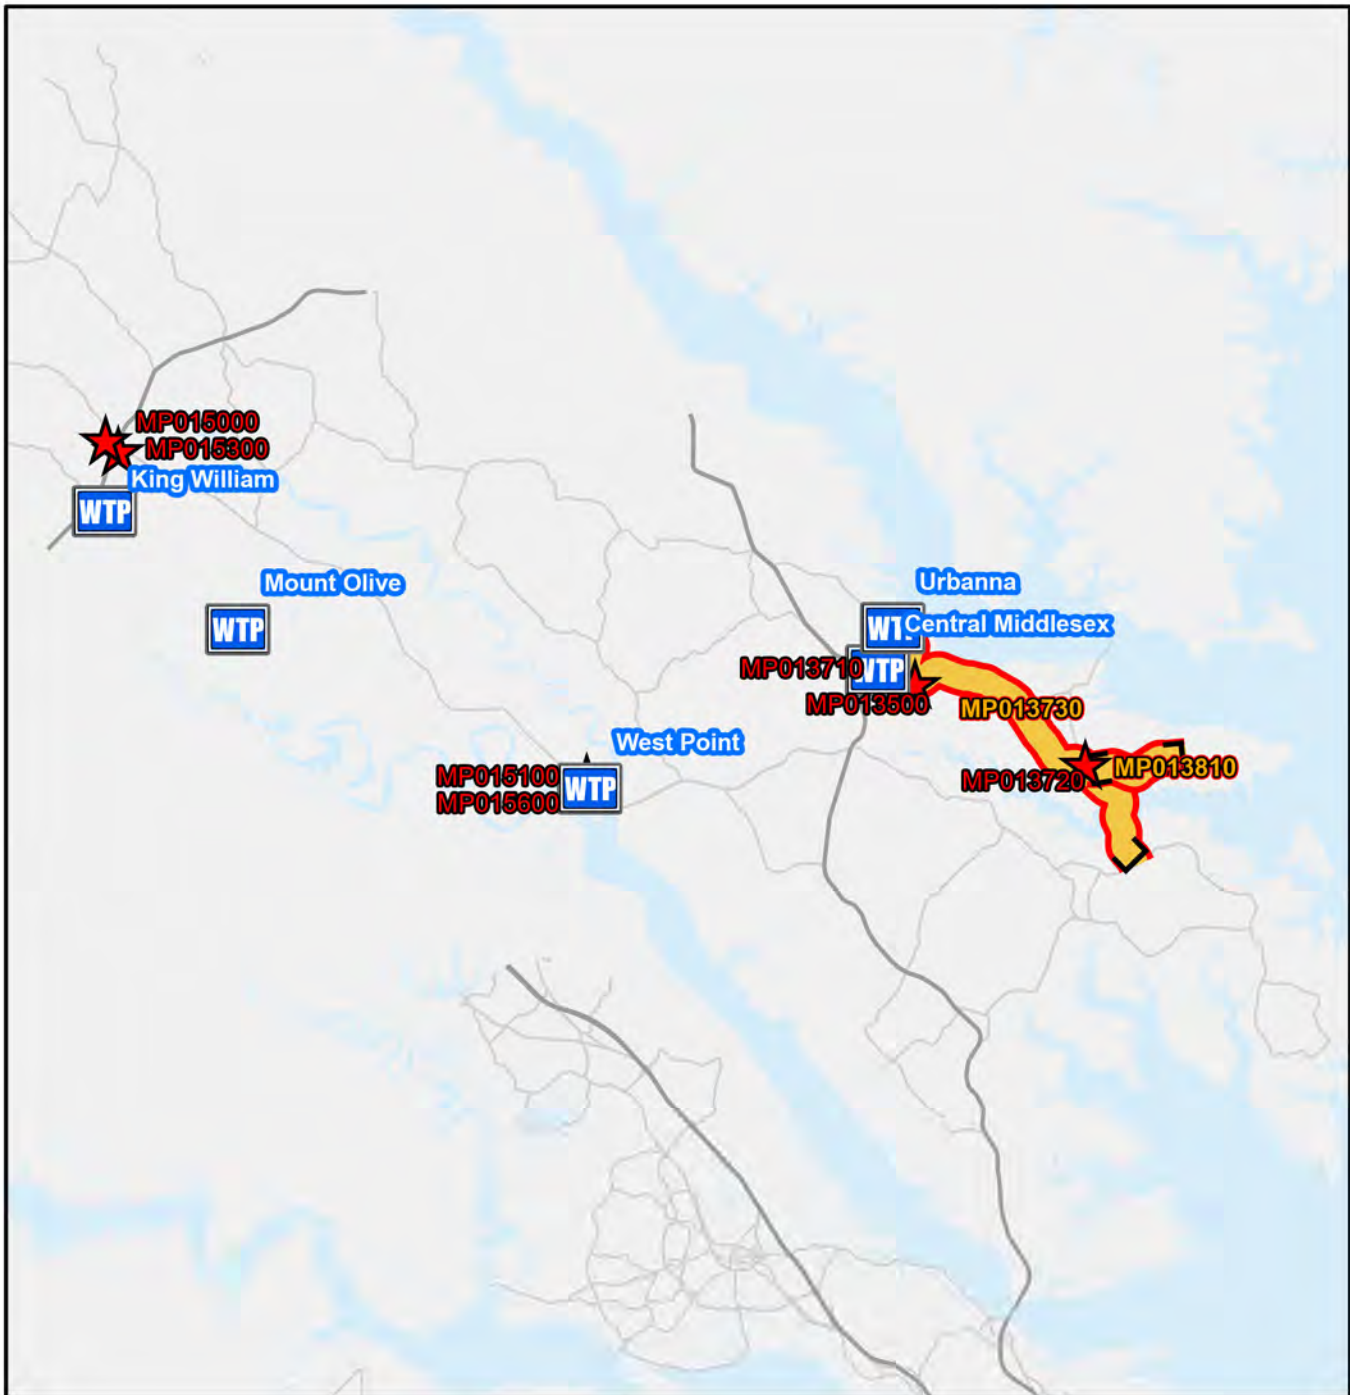 MP015000
MP015300
King William
WTP
Mount Olive
WTP
Urbanna
WTP
Central Middlesex
MP013710
WTP
MP013500
MP013730
West Point
MP015100
WTP
MP015600
MP013720
MP013810